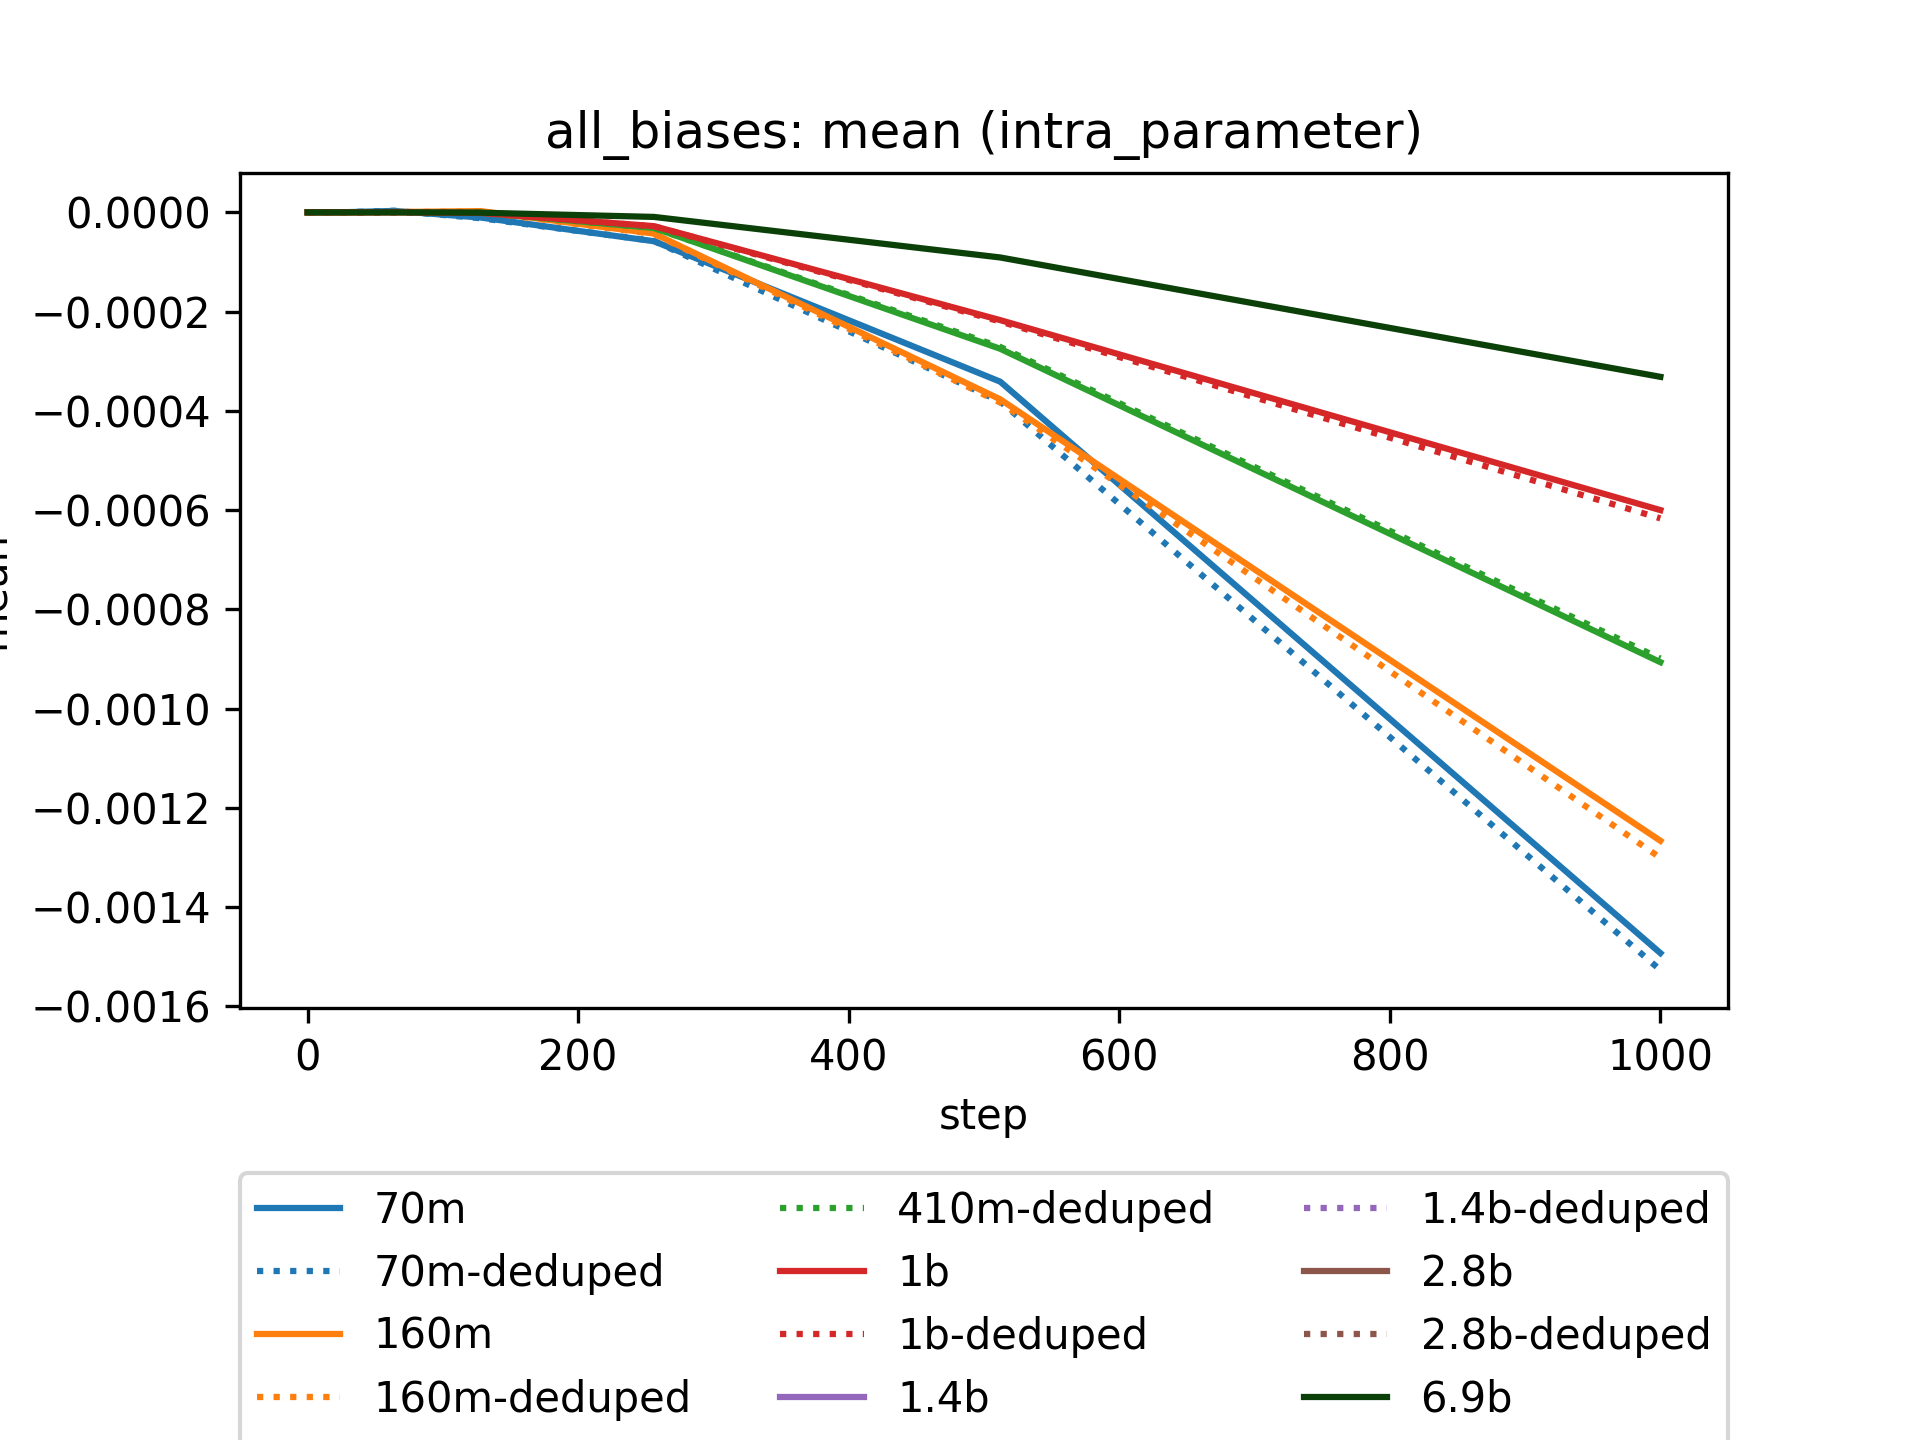 all_biases: mean (intra_parameter)
0.0000
−0.0002
−0.0004
−0.0006
−0.0008
−0.0010
−0.0012
−0.0014
−0.0016
0 200 400 600 800 1000
step
70m
70m-deduped
160m
160m-deduped
410m-deduped
1b
1b-deduped
1.4b
1.4b-deduped
2.8b
2.8b-deduped
6.9b